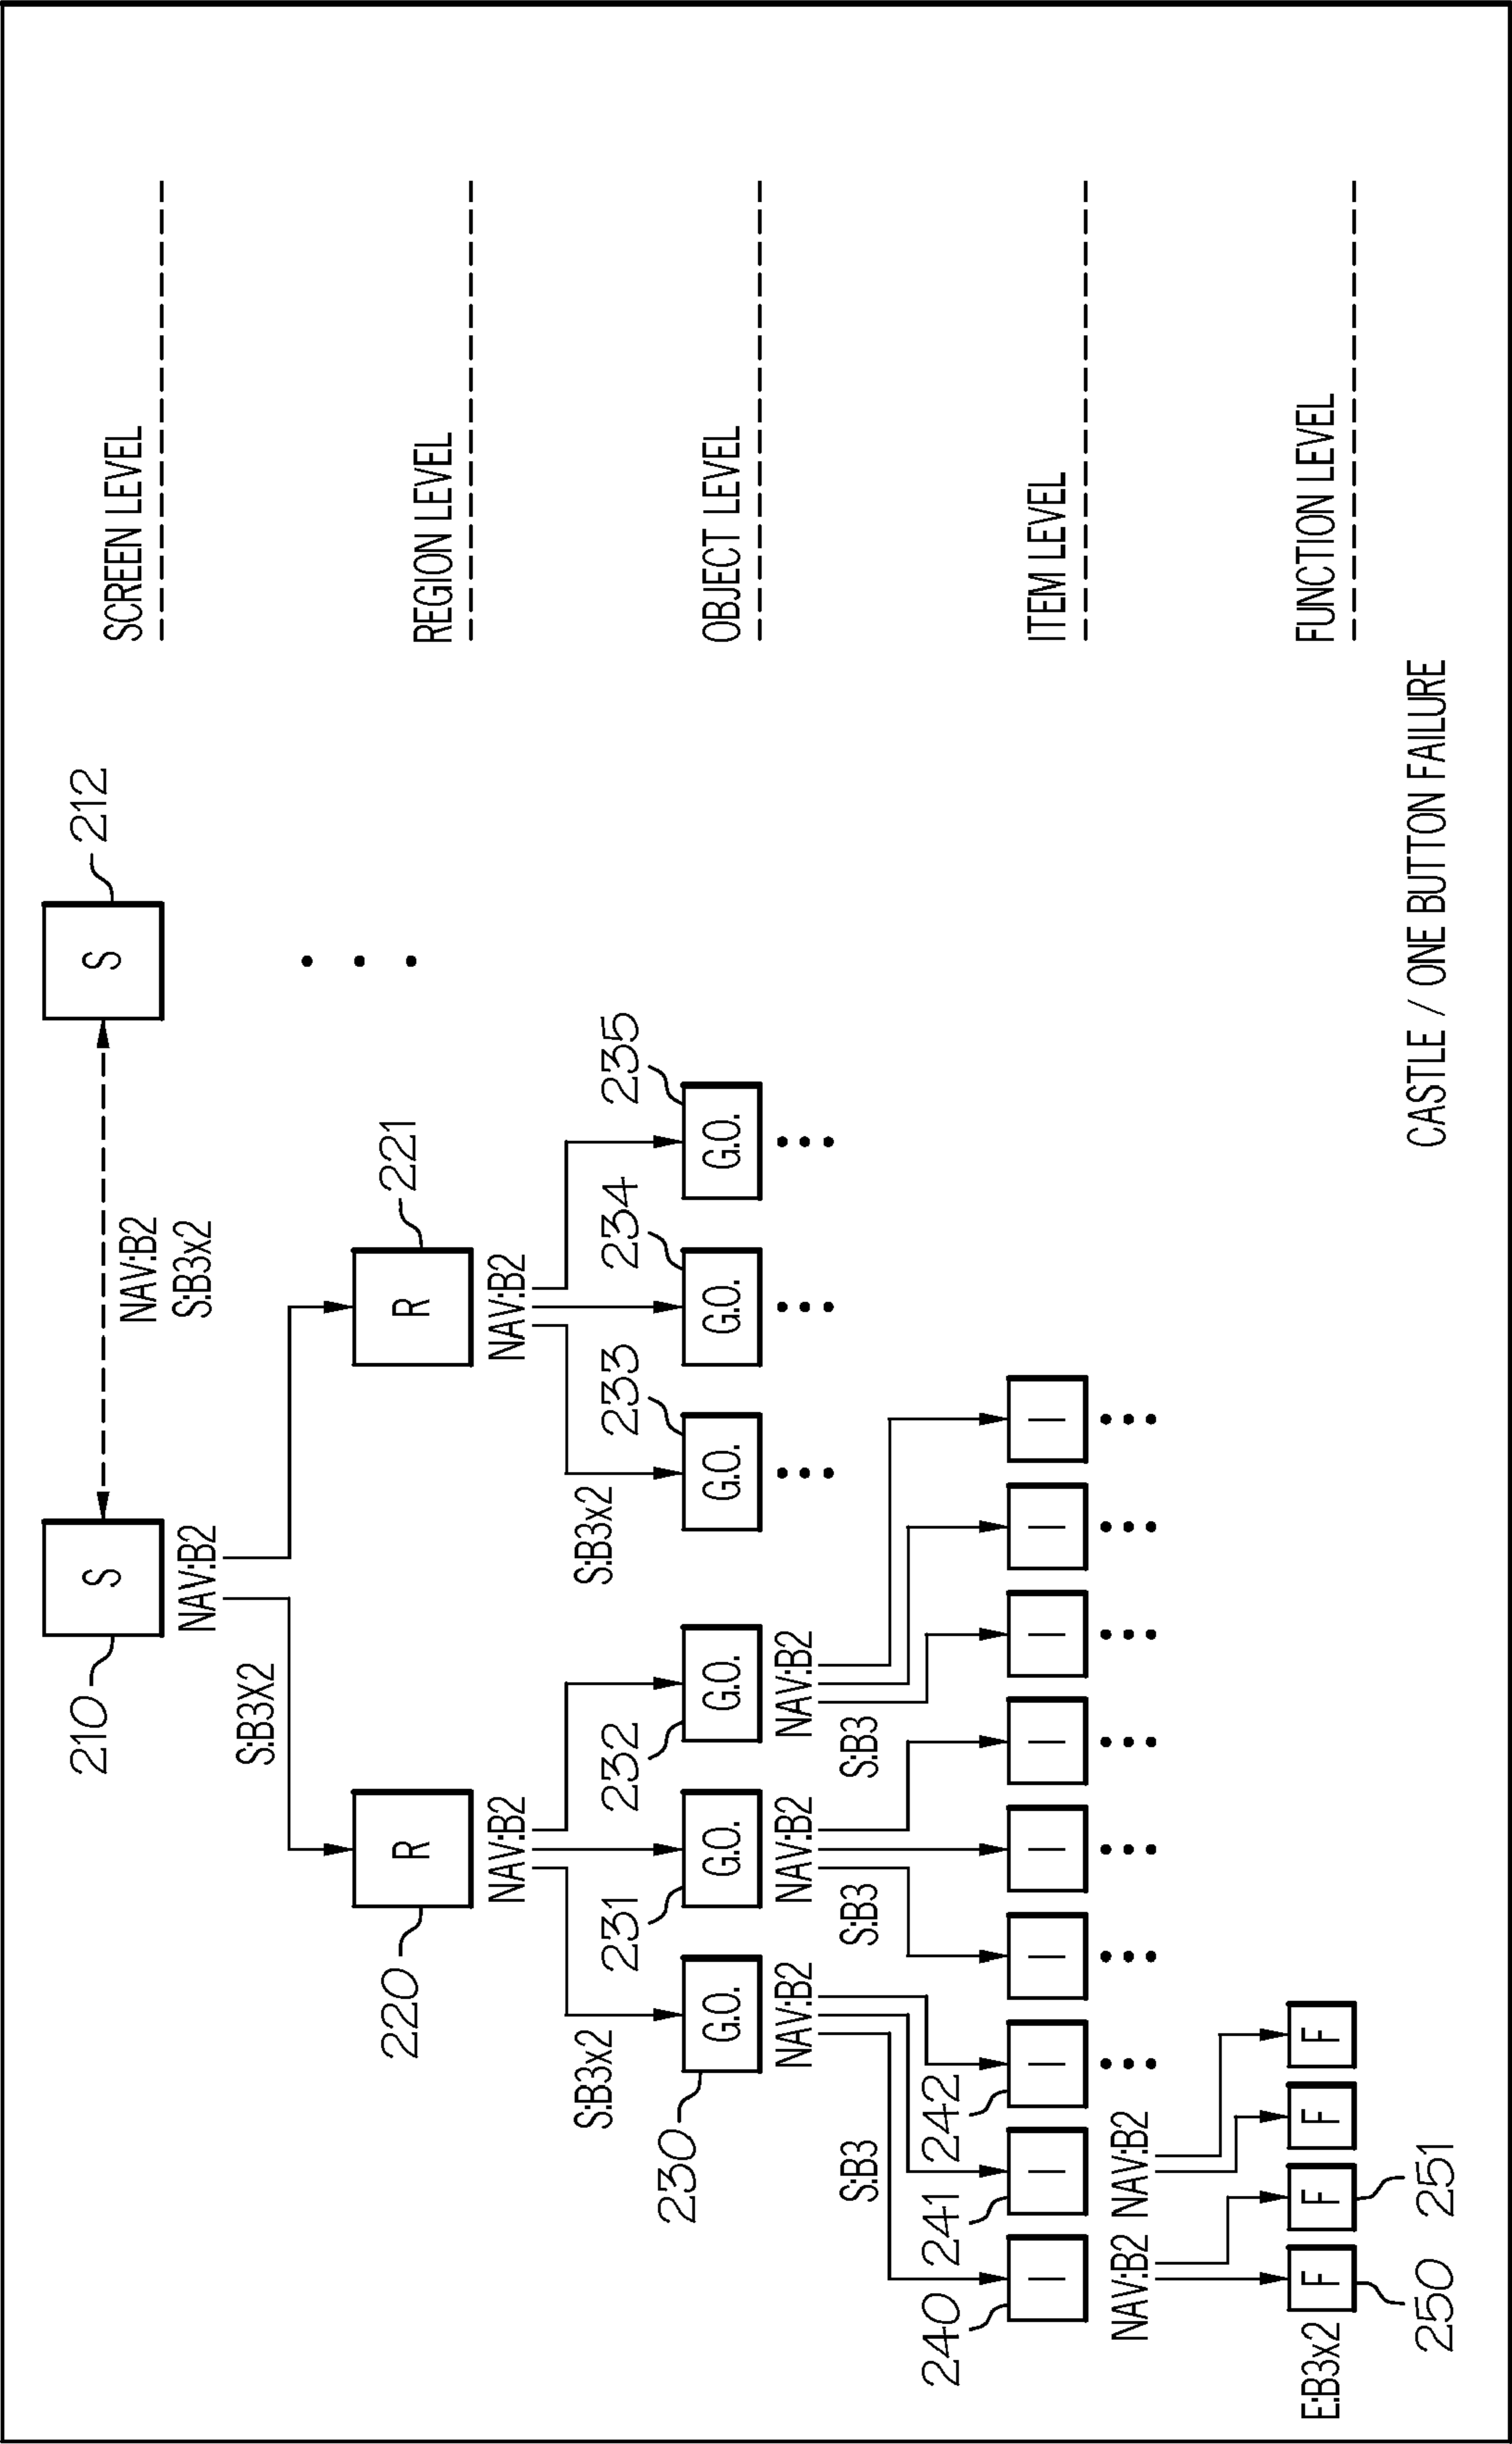 210
S
NAV:B2
S:B3x2
S
212
SCREEN LEVEL
NAV:B2
S:B3X2
220
R
R
221
REGION LEVEL
NAV:B2
NAV:B2
S:B3x2
231
232
S:B3x2
233
234
235
230
G.O.
G.O.
G.O.
G.O.
G.O.
G.O.
OBJECT LEVEL
NAV:B2
NAV:B2
NAV:B2
S:B3
S:B3
S:B3
240
241
242
I
I
I
I
I
I
I
I
I
ITEM LEVEL
NAV:B2
NAV:B2
E:B3x2
F
F
F
F
FUNCTION LEVEL
250
251
CASTLE / ONE BUTTON FAILURE